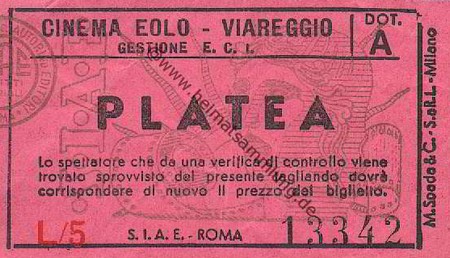 CINEMA EOLO - VIAREGGIO
GESTIONE E. C. I.
DOT.
A
PLATEA
Lo spettatore che da una verifica di controllo viene
trovato sprovvisto del presente tagliando dovrà
corrispondere di nuovo il prezzo del biglietto.
L/5
S.I.A.E. - ROMA
13342
M. Spada & C. - S.a R.L. - Milano
©www.heimatsammlung.de
S.I.A.E.